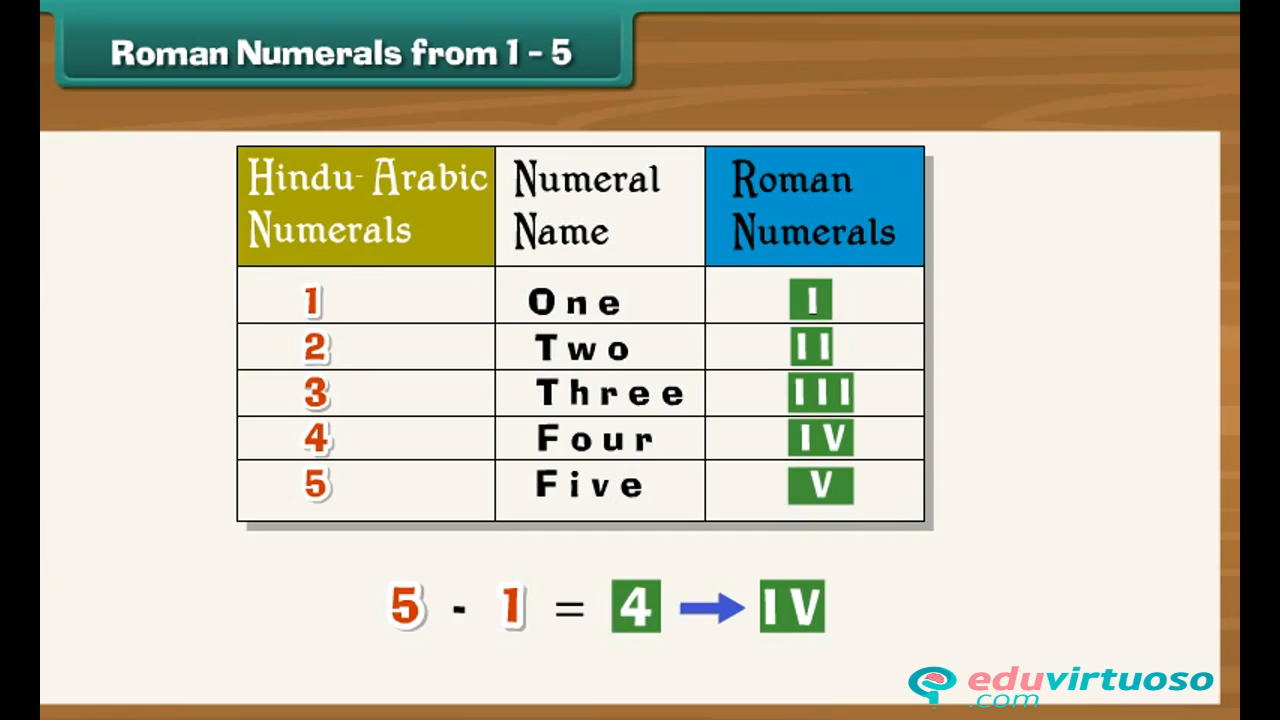 Roman Numerals from 1 - 5
Hindu-Arabic Numerals Numeral Name Roman Numerals
1 One I
2 Two II
3 Three III
4 Four IV
5 Five V
5 - 1 = 4 → IV
eduvirtuoso
.com